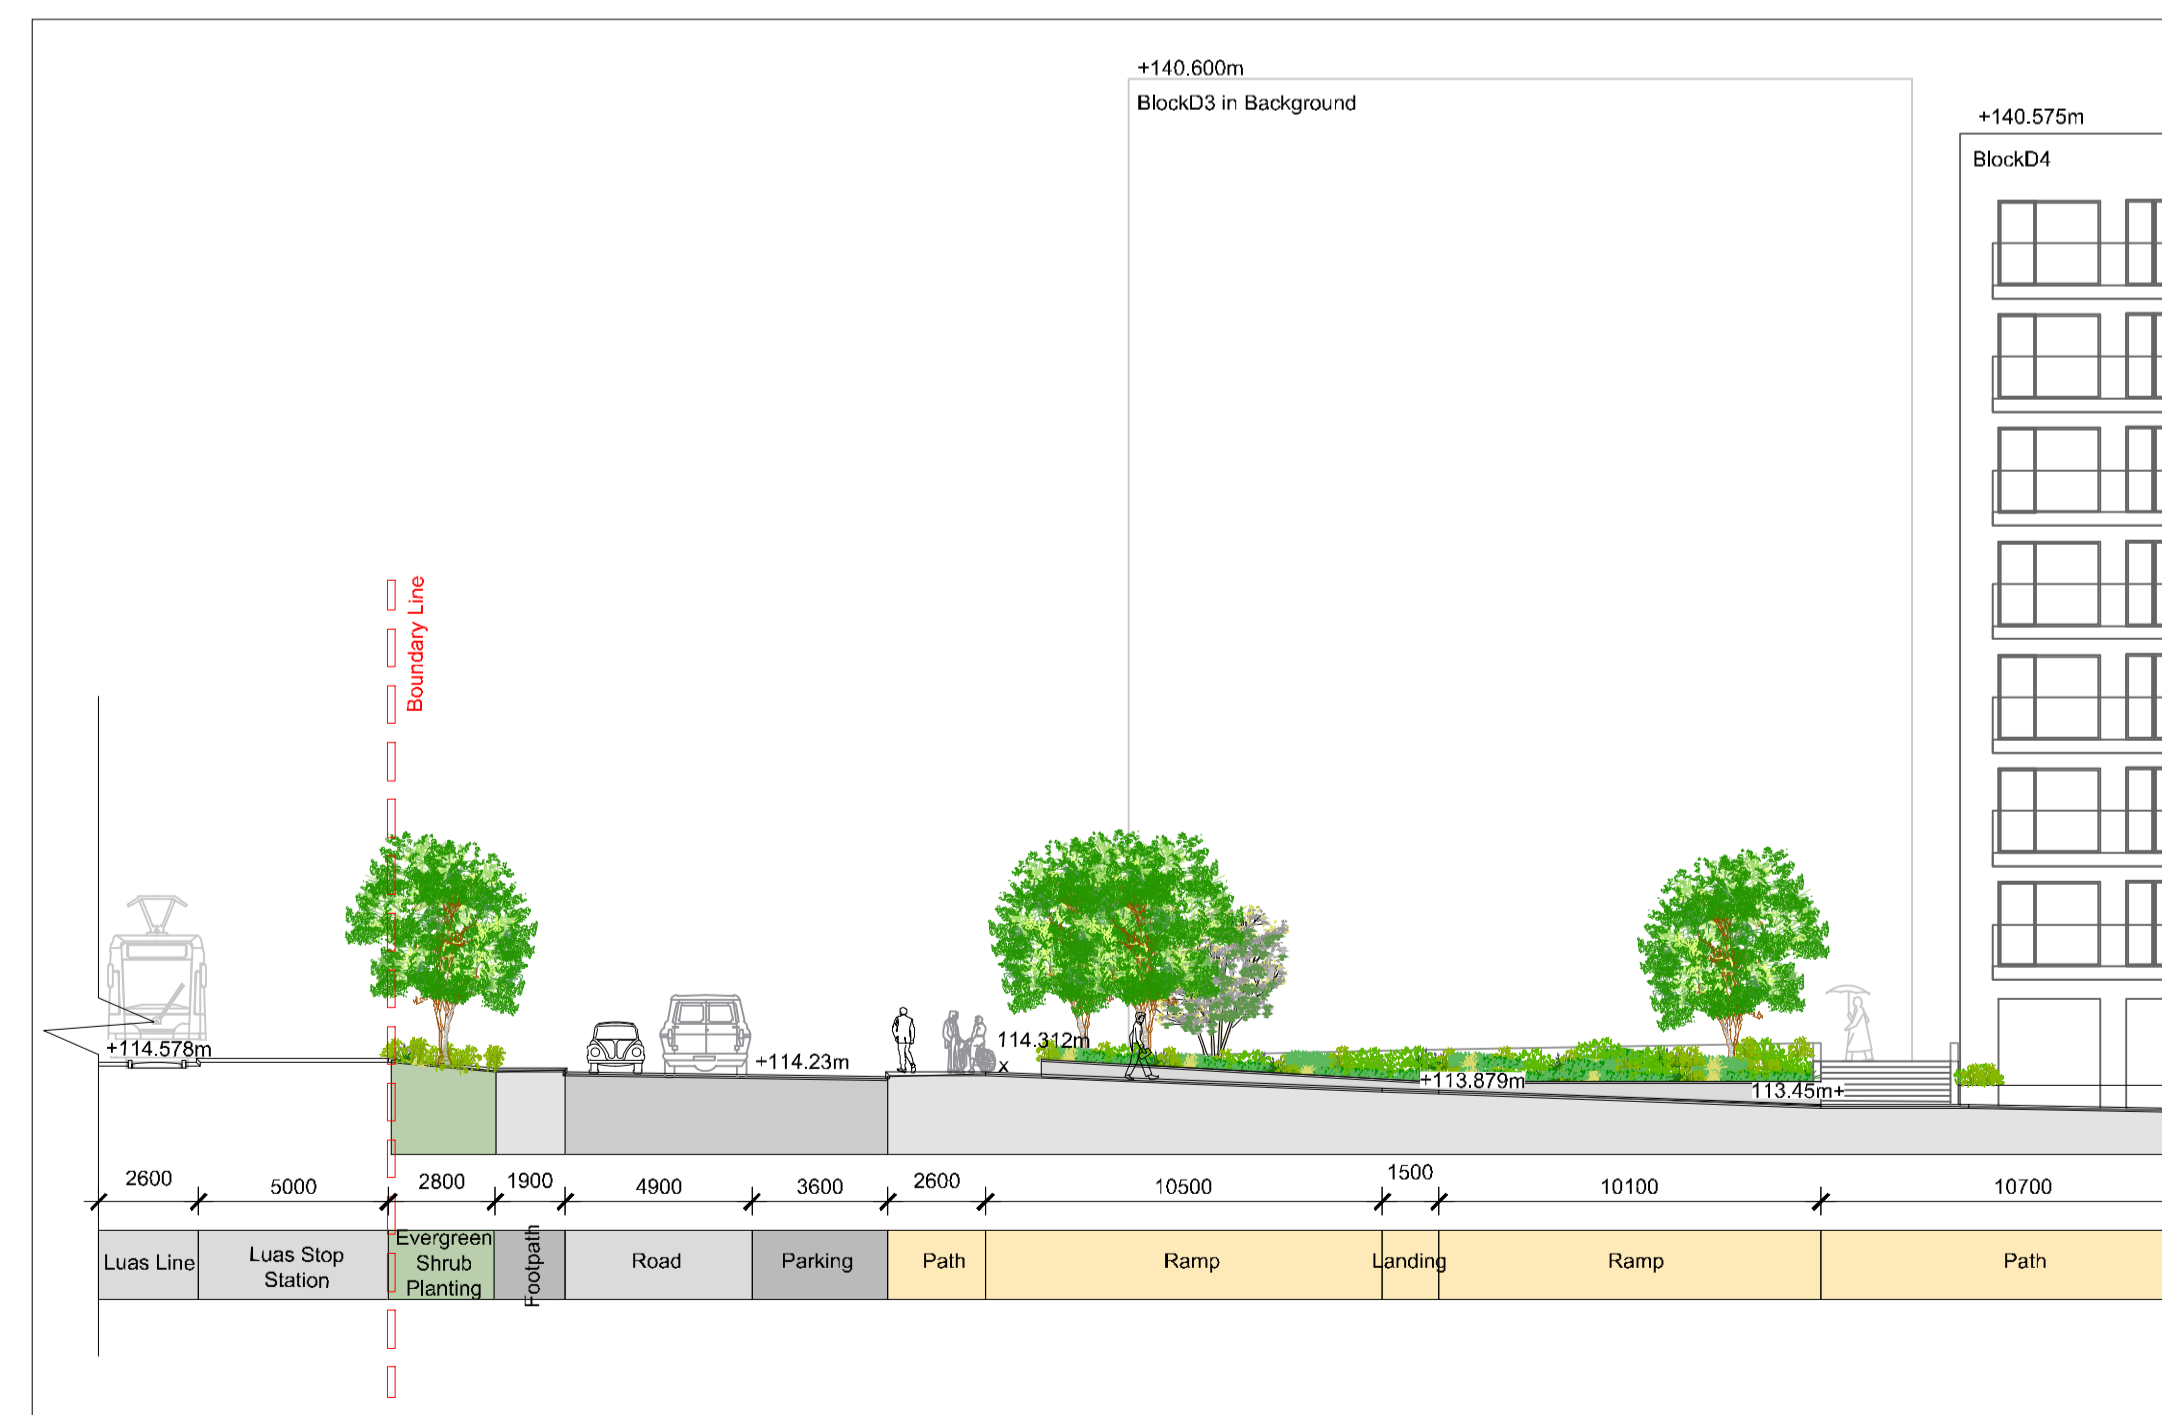 +140.600m
BlockD3 in Background
+140.575m
BlockD4
Boundary Line
+114.578m
+114.23m
114.312m
x
+113.879m
113.45m+
2600
5000
2800
1900
4900
3600
2600
10500
1500
10100
10700
Luas Line
Luas Stop
Station
Evergreen
Shrub
Planting
Footpath
Road
Parking
Path
Ramp
Landing
Ramp
Path